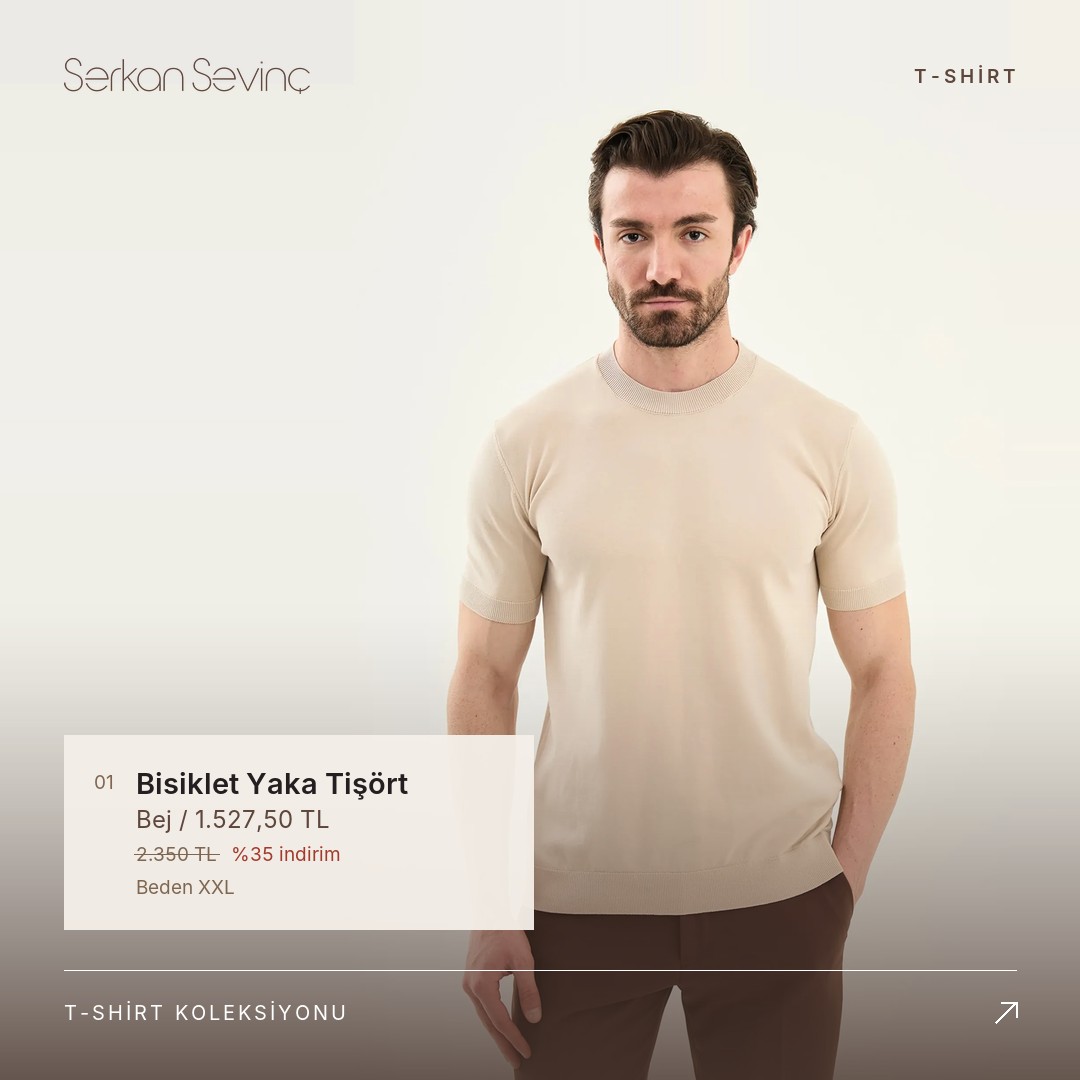 Serkan Sevinç
T-SHİRT
01 Bisiklet Yaka Tişört
Bej / 1.527,50 TL
2.350 TL %35 indirim
Beden XXL
T-SHİRT KOLEKSİYONU